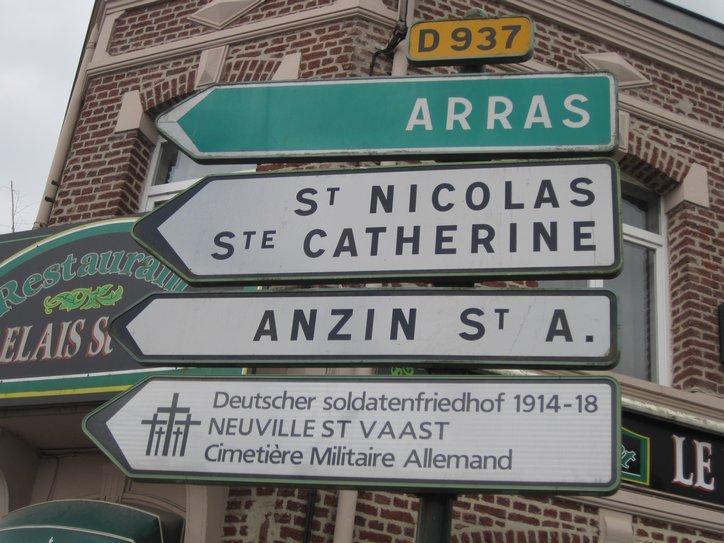 D 937
ARRAS
ST NICOLAS
STE CATHERINE
ANZIN ST A.
Deutscher soldatenfriedhof 1914-18
NEUVILLE ST VAAST
Cimetière Militaire Allemand
Restaurant
ELAIS
LE